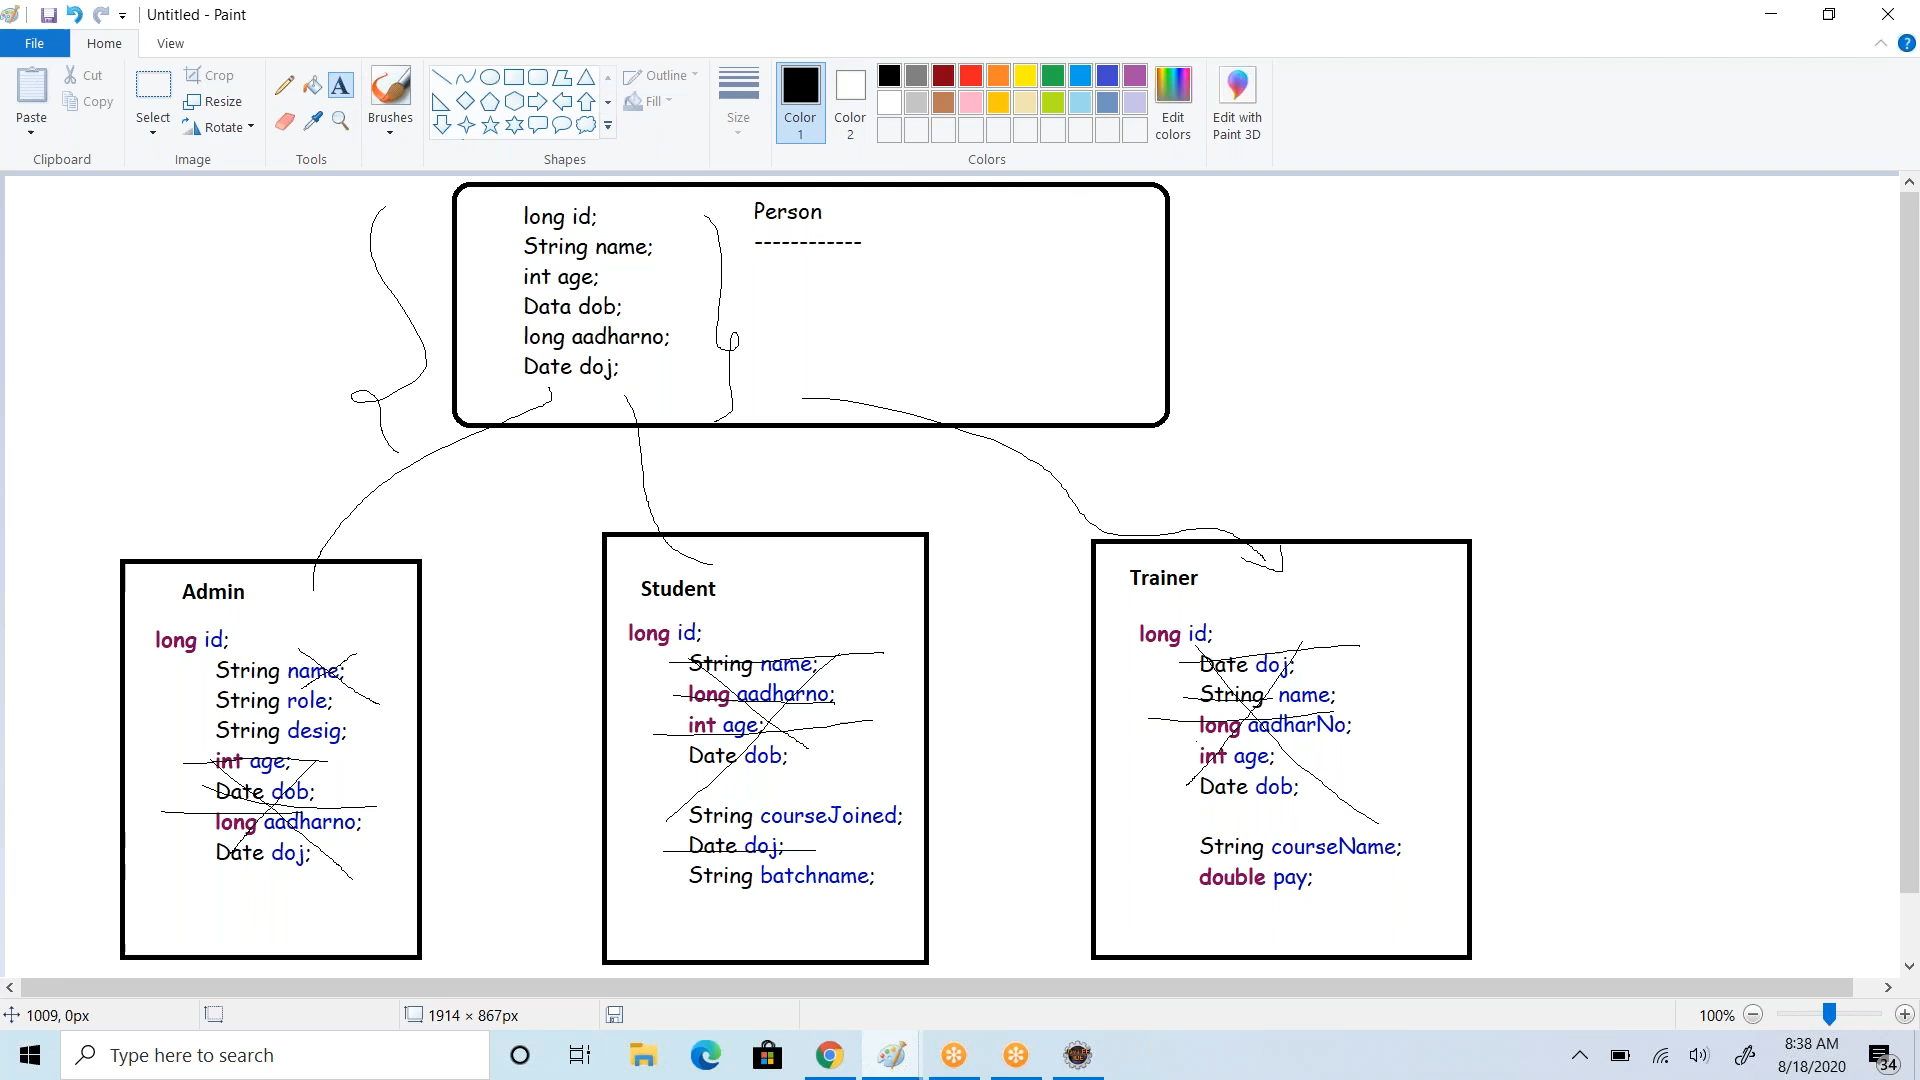 Untitled - Paint
File
Home
View
Paste
Cut
Copy
Clipboard
Select
Crop
Resize
Rotate
Image
A
Tools
Brushes
Outline
Fill
Shapes
Size
Color 1
Color 2
Edit colors
Edit with Paint 3D
Colors
long id;
String name;
int age;
Data dob;
long aadharno;
Date doj;
Person
------------
Admin
long id;
String name;
String role;
String desig;
int age;
Date dob;
long aadharno;
Date doj;
Student
long id;
String name;
long aadharno;
int age;
Date dob;
String courseJoined;
Date doj;
String batchname;
Trainer
long id;
Date doj;
String name;
long aadharNo;
int age;
Date dob;
String courseName;
double pay;
1009, 0px
1914 × 867px
100%
Type here to search
8:38 AM
8/18/2020
34